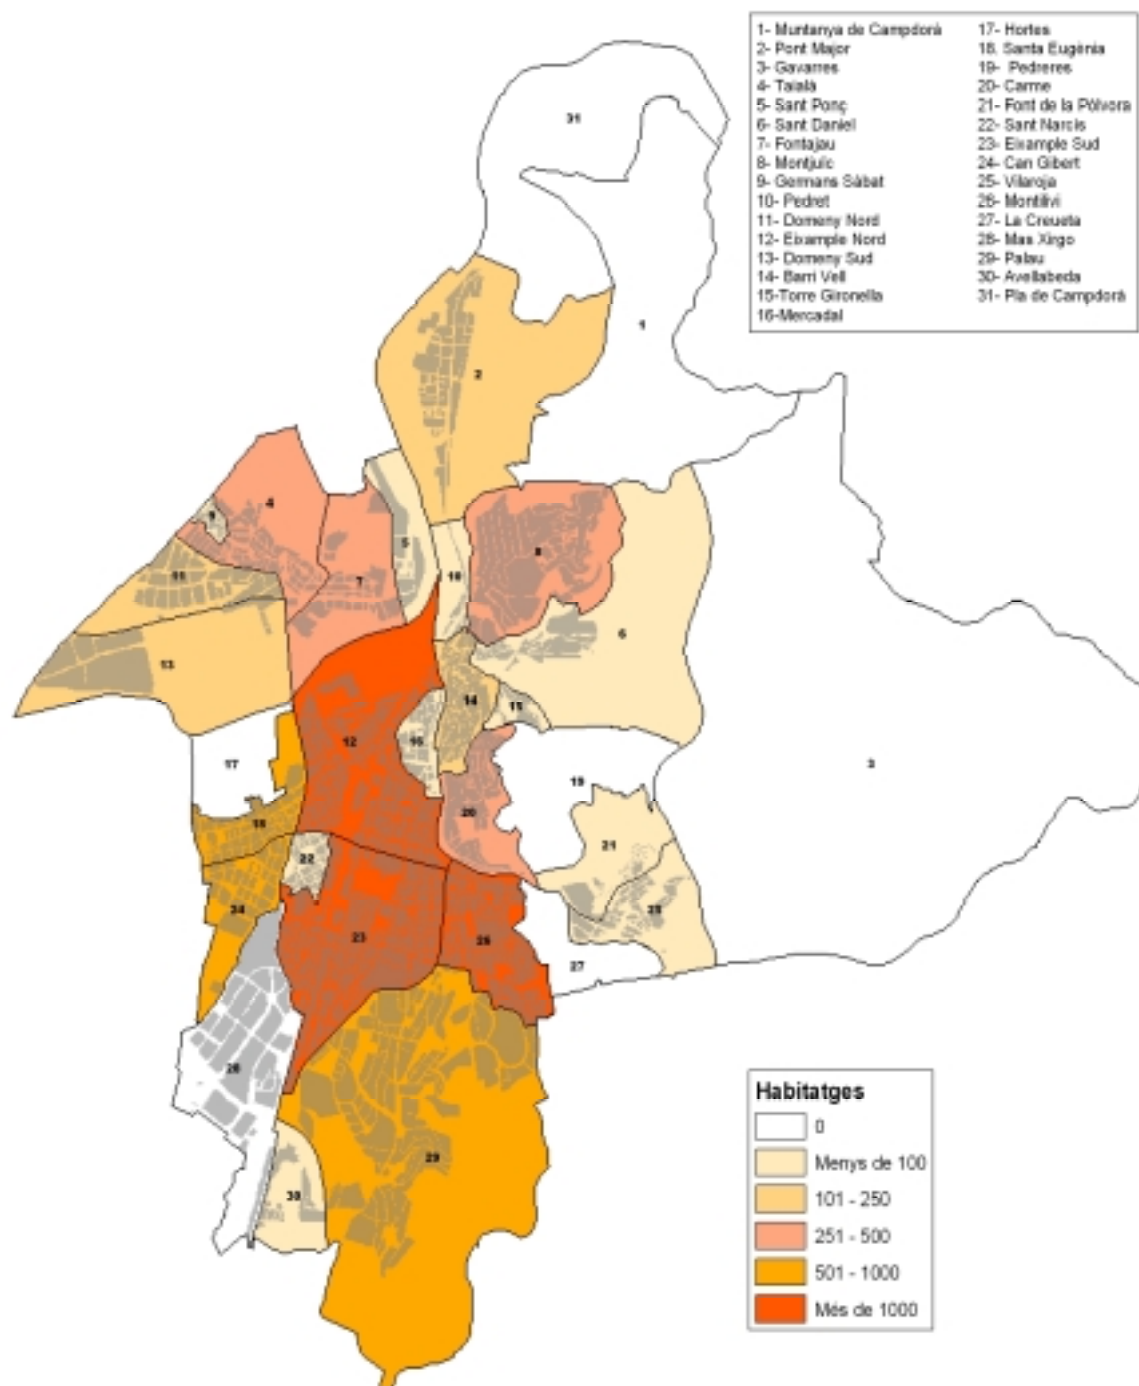 1- Muntanya de Campdorà
2- Pont Major
3- Gavarres
4- Taialà
5- Sant Ponç
6- Sant Daniel
7- Fontajau
8- Montjuïc
9- Germans Sàbat
10- Pedret
11- Domeny Nord
12- Eixample Nord
13- Domeny Sud
14- Barri Vell
15-Torre Gironella
16-Mercadal
17- Hortes
18. Santa Eugènia
19- Pedreres
20- Carme
21- Font de la Pólvora
22- Sant Narcís
23- Eixample Sud
24- Can Gibert
25- Vilaroja
26- Montilivi
27- La Creueta
28- Mas Xirgo
29- Palau
30- Avellabeda
31- Pla de Campdorà
31
1
2
4
9
5
8
11
7
10
6
13
14
15
12
16
17
19
3
18
20
22
21
24
23
26
25
27
28
29
30
Habitatges
0
Menys de 100
101 - 250
251 - 500
501 - 1000
Més de 1000